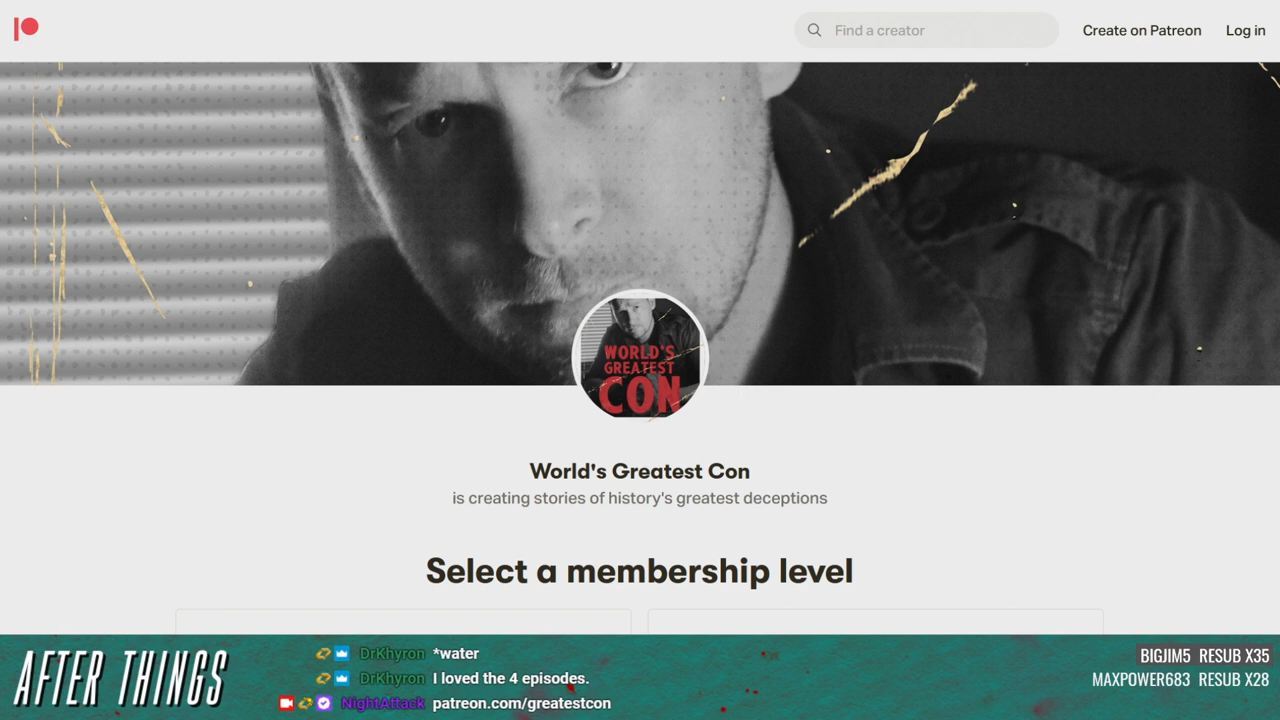 Find a creator
Create on Patreon
Log in
WORLD'S
GREATEST
CON
World's Greatest Con
is creating stories of history's greatest deceptions
Select a membership level
AFTER THINGS
DrKhyron *water
DrKhyron I loved the 4 episodes.
NightAttack patreon.com/greatestcon
BIGJIM5 RESUB X35
MAXPOWER683 RESUB X28